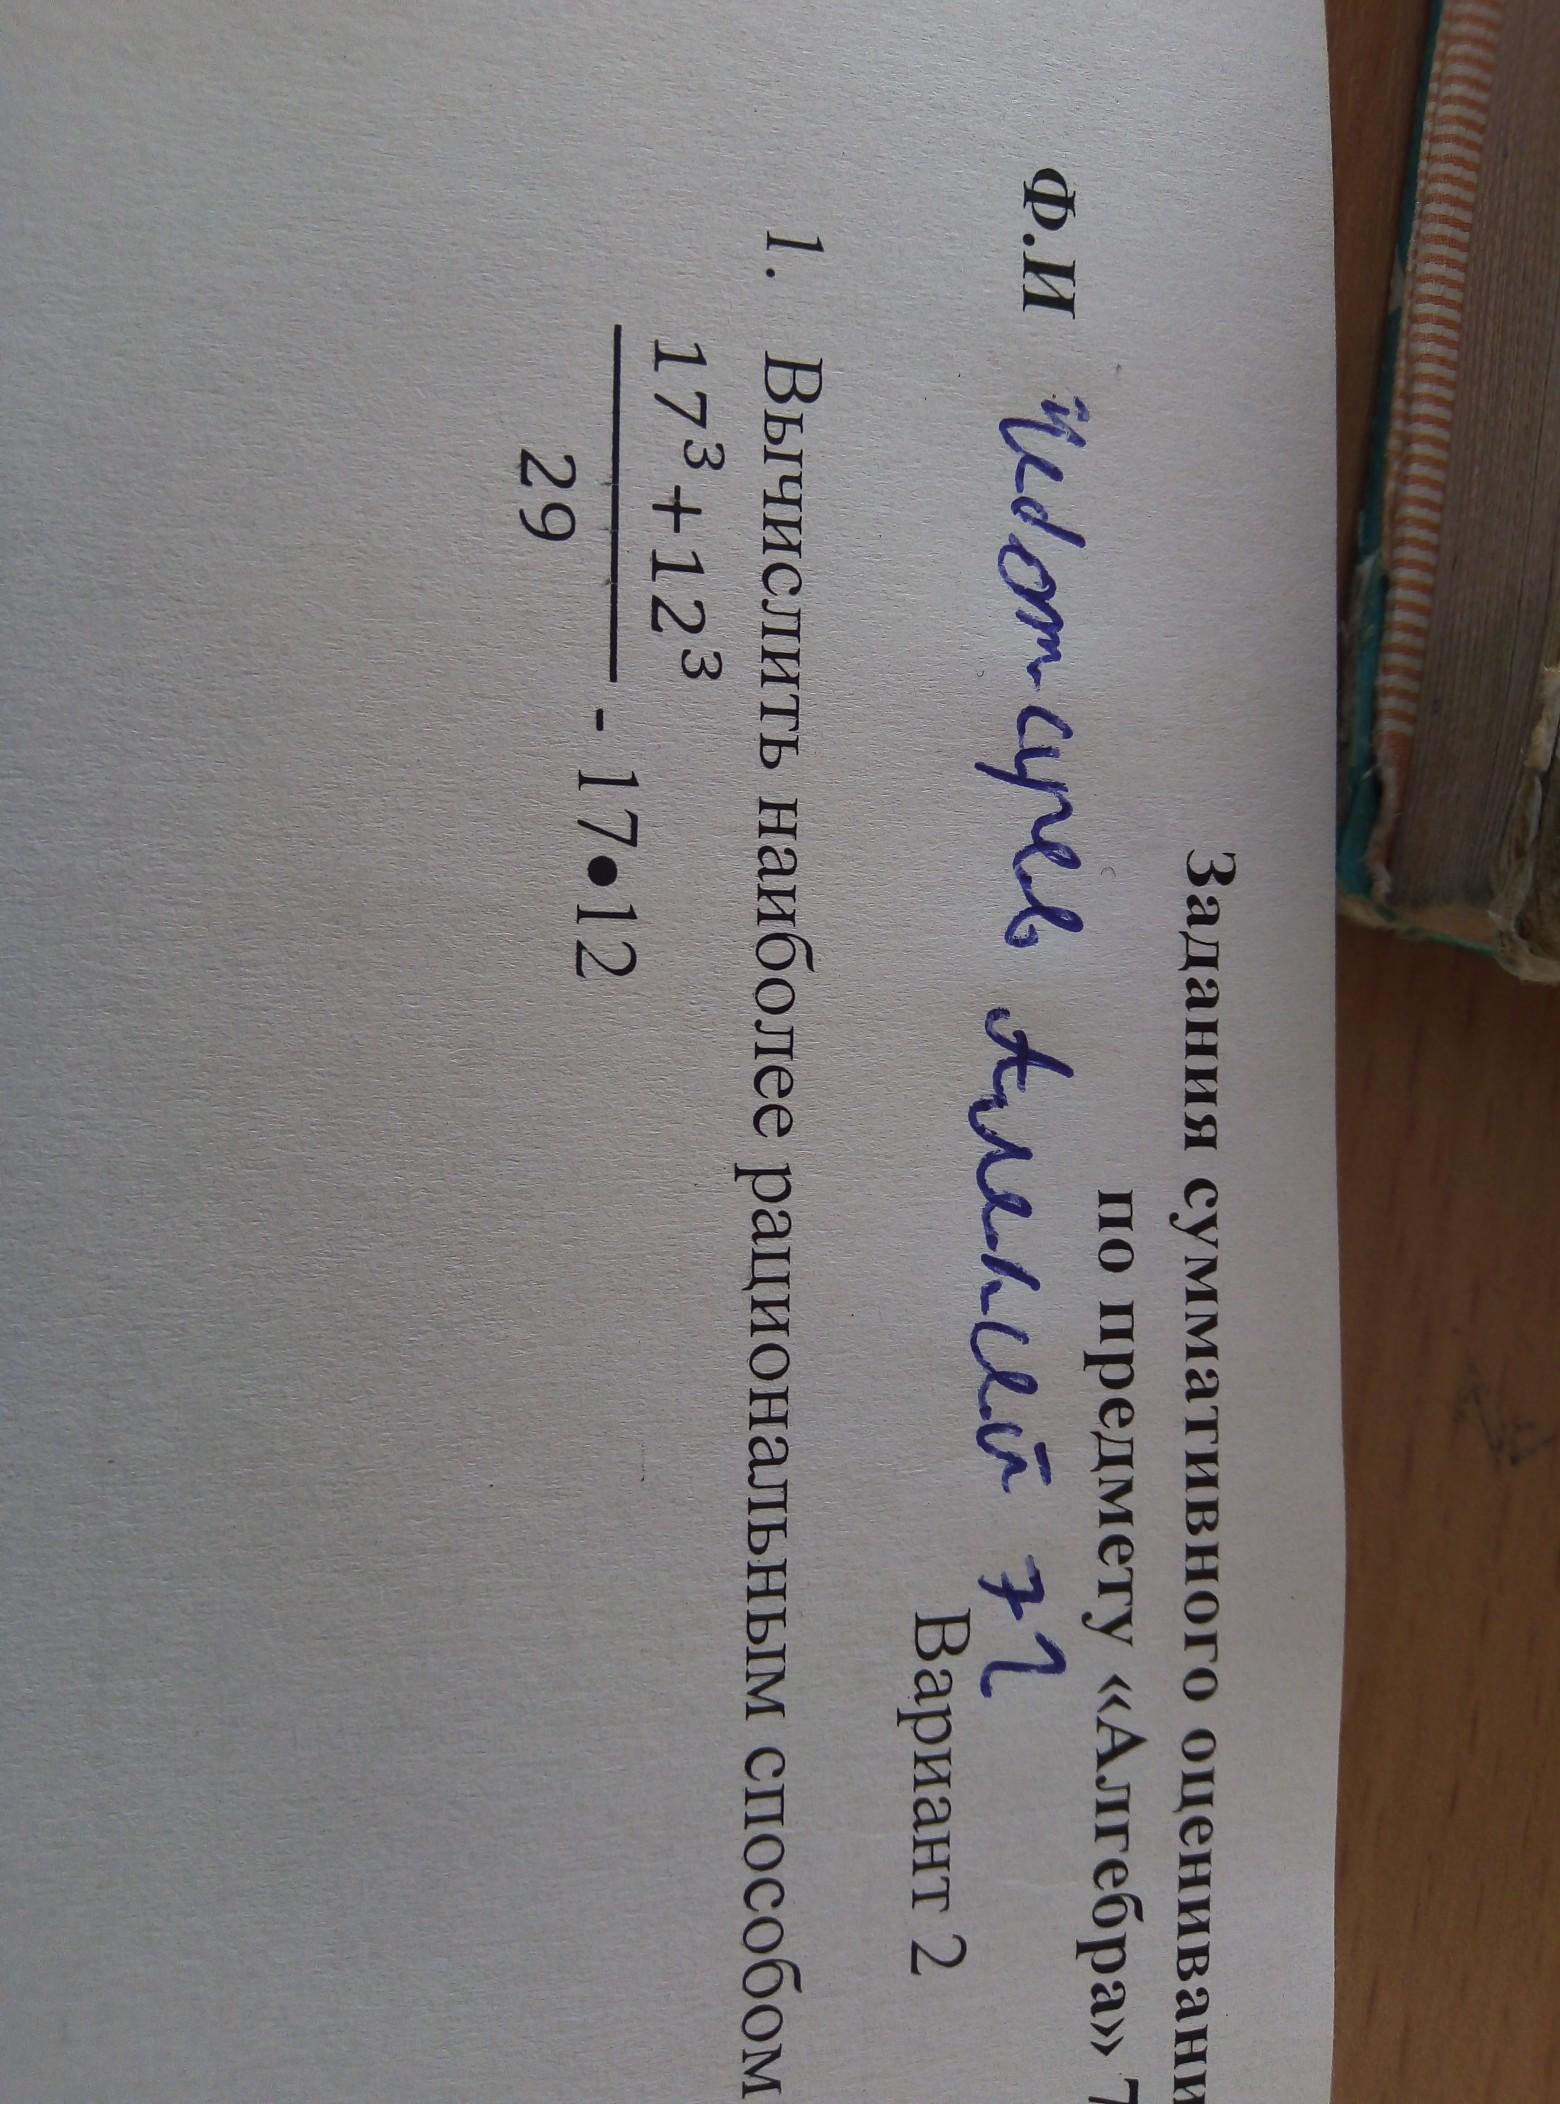 Задания суммативного оценивани
по предмету «Алгебра» 7
Ф.И
Вариант 2
1. Вычислить наиболее рациональным способом
17³+12³
- 17•12
29